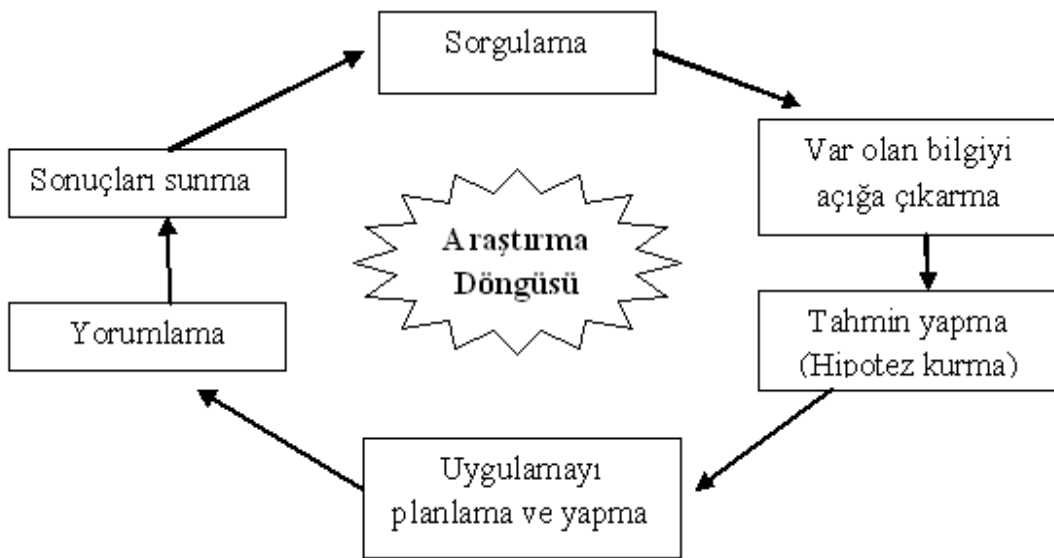 Sorgulama
Var olan bilgiyi
açığa çıkarma
Tahmin yapma
(Hipotez kurma)
Uygulamayı
planlama ve yapma
Yorumlama
Sonuçları sunma
Araştırma
Döngüsü